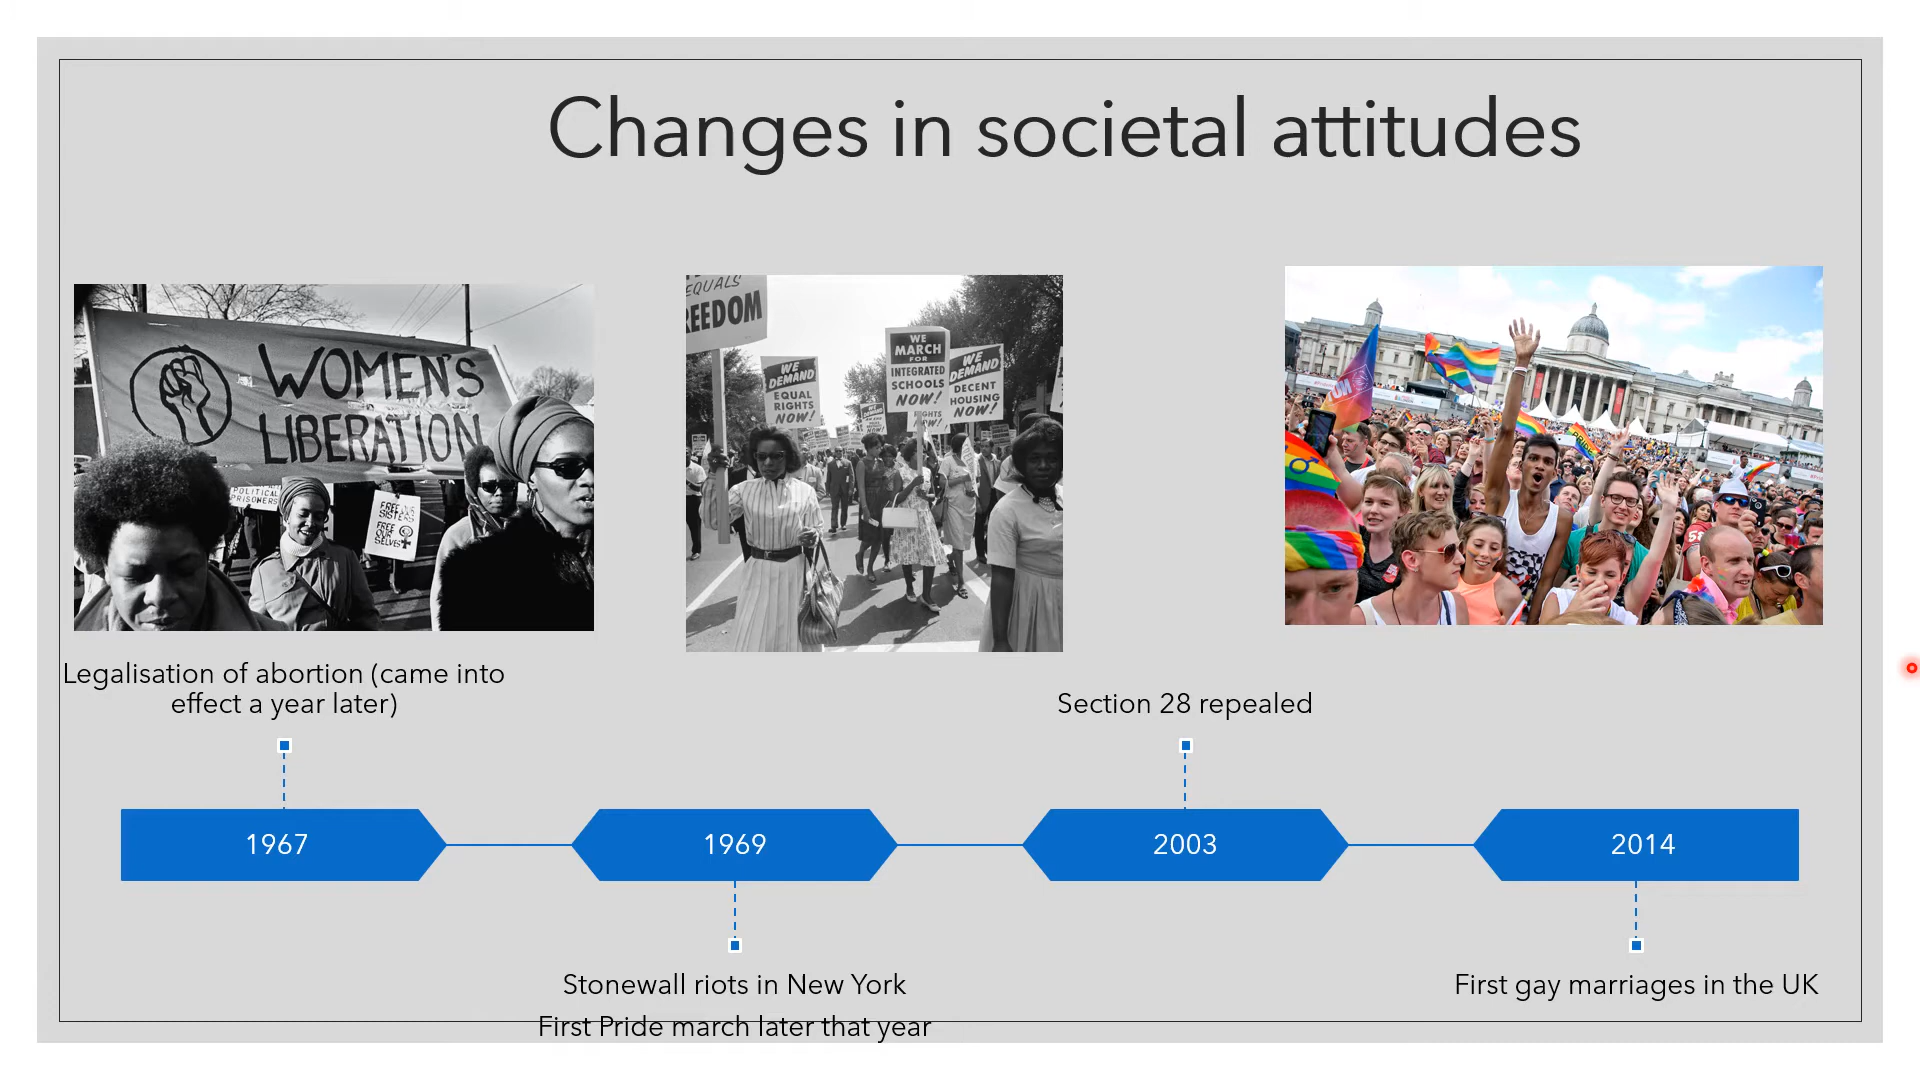 Changes in societal attitudes
WOMEN'S
LIBERATION
POLITICAL
PRISONERS
FREE OUR
SISTERS
FREE
OUR
SELVES
EQUALS
REEDOM
WE
DEMAND
EQUAL
RIGHTS
NOW!
WE
MARCH
FOR
INTEGRATED
SCHOOLS
NOW!
WE
DEMAND
DECENT
HOUSING
NOW!
RIGHTS
NOW!
Legalisation of abortion (came into
effect a year later)
Section 28 repealed
1967
1969
2003
2014
Stonewall riots in New York
First gay marriages in the UK
First Pride march later that year